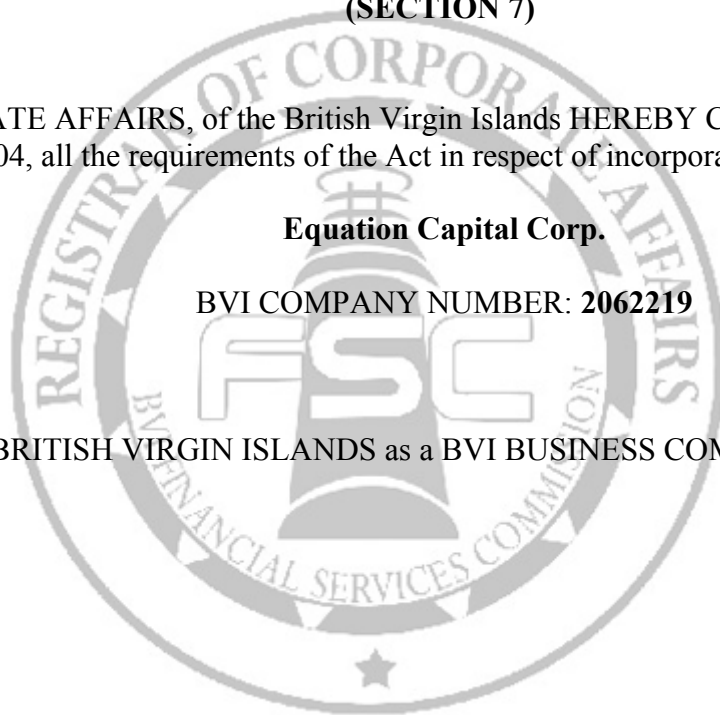 (SECTION 7)
ATE AFFAIRS, of the British Virgin Islands HEREBY C
04, all the requirements of the Act in respect of incorpora
Equation Capital Corp.
BVI COMPANY NUMBER: 2062219
BRITISH VIRGIN ISLANDS as a BVI BUSINESS COM
REGISTRAR OF CORPORATE AFFAIRS
FSC
BVI FINANCIAL SERVICES COMMISSION